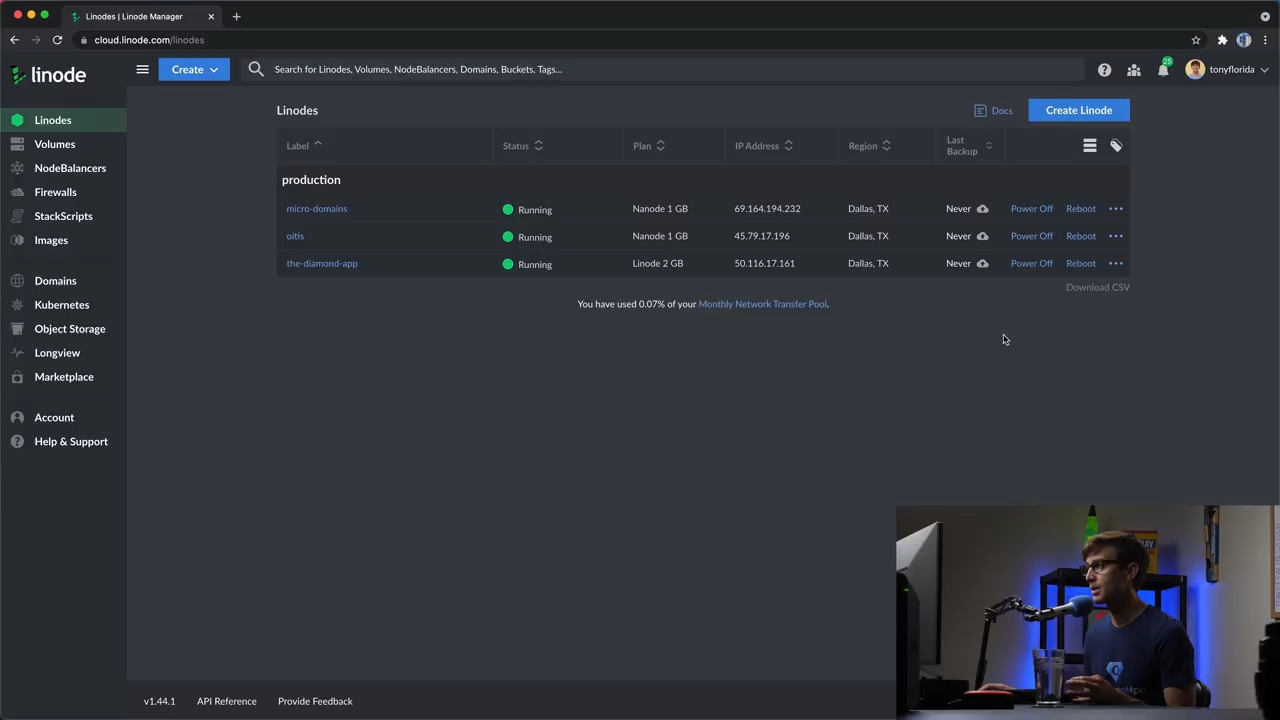 Linodes | Linode Manager
cloud.linode.com/linodes
linode
Create
Search for Linodes, Volumes, NodeBalancers, Domains, Buckets, Tags...
25
tonyflorida
Linodes
Volumes
NodeBalancers
Firewalls
StackScripts
Images
Domains
Kubernetes
Object Storage
Longview
Marketplace
Account
Help & Support
Linodes
Docs
Create Linode
Label Status Plan IP Address Region Last Backup
production
micro-domains Running Nanode 1 GB 69.164.194.232 Dallas, TX Never Power Off Reboot
oitis Running Nanode 1 GB 45.79.17.196 Dallas, TX Never Power Off Reboot
the-diamond-app Running Linode 2 GB 50.116.17.161 Dallas, TX Never Power Off Reboot
Download CSV
You have used 0.07% of your Monthly Network Transfer Pool.
v1.44.1 API Reference Provide Feedback